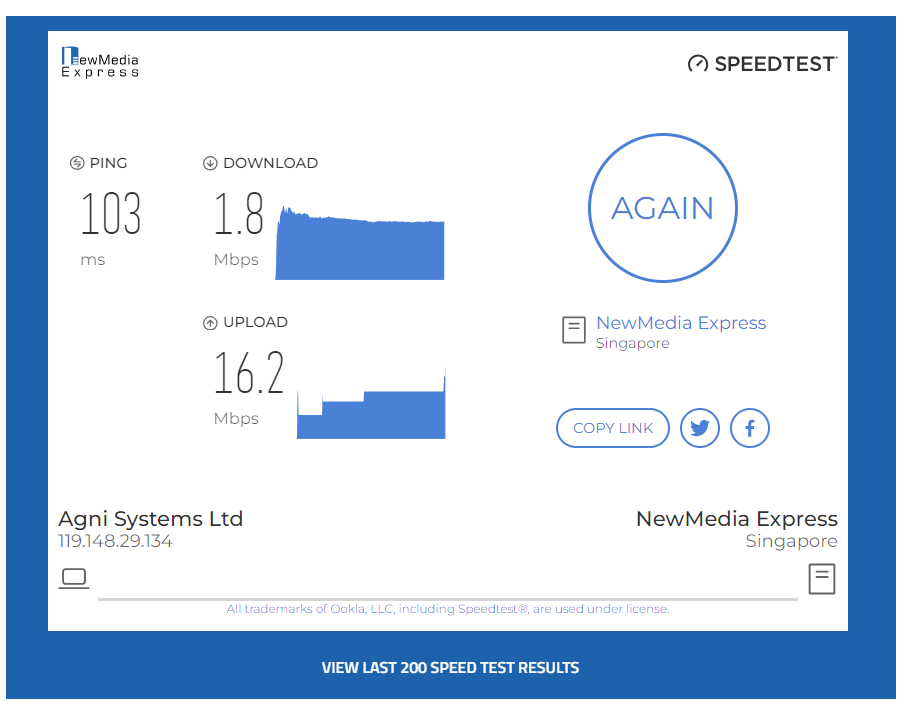 NewMedia
Express
SPEEDTEST
PING
103
ms
DOWNLOAD
1.8
Mbps
AGAIN
UPLOAD
16.2
Mbps
NewMedia Express
Singapore
COPY LINK
Agni Systems Ltd
119.148.29.134
NewMedia Express
Singapore
All trademarks of Ookla, LLC, including Speedtest®, are used under license.
VIEW LAST 200 SPEED TEST RESULTS